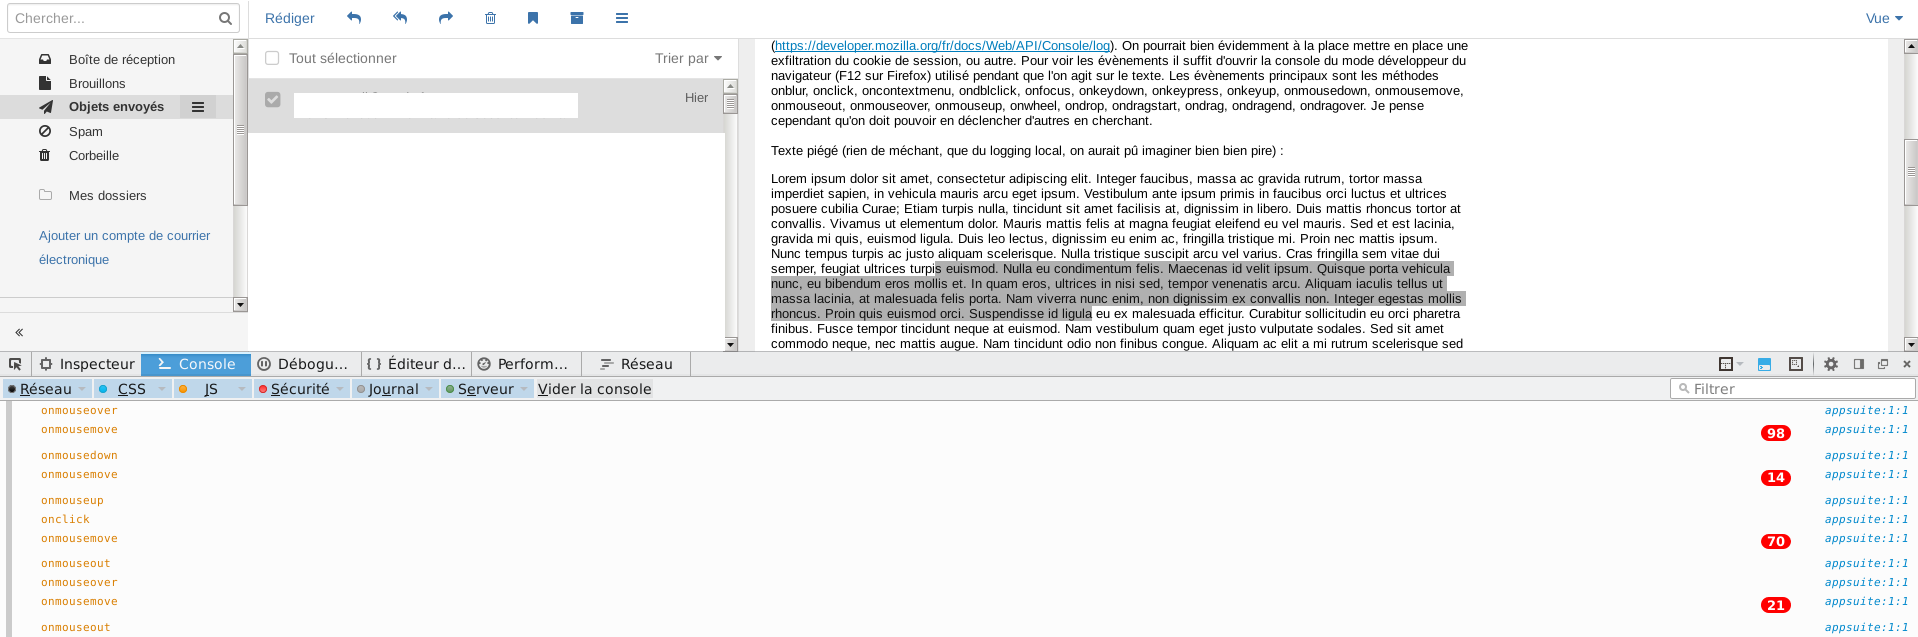 Chercher...
Rédiger
Vue
Boîte de réception
Brouillons
Objets envoyés
Spam
Corbeille
Mes dossiers
Ajouter un compte de courrier
électronique
«
Tout sélectionner
Trier par
Hier
(https://developer.mozilla.org/fr/docs/Web/API/Console/log). On pourrait bien évidemment à la place mettre en place une
exfiltration du cookie de session, ou autre. Pour voir les évènements il suffit d'ouvrir la console du mode développeur du
navigateur (F12 sur Firefox) utilisé pendant que l'on agit sur le texte. Les évènements principaux sont les méthodes
onblur, onclick, oncontextmenu, ondblclick, onfocus, onkeydown, onkeypress, onkeyup, onmousedown, onmousemove,
onmouseout, onmouseover, onmouseup, onwheel, ondrop, ondragstart, ondrag, ondragend, ondragover. Je pense
cependant qu'on doit pouvoir en déclencher d'autres en cherchant.
Texte piégé (rien de méchant, que du logging local, on aurait pû imaginer bien bien pire) :
Lorem ipsum dolor sit amet, consectetur adipiscing elit. Integer faucibus, massa ac gravida rutrum, tortor massa
imperdiet sapien, in vehicula mauris arcu eget ipsum. Vestibulum ante ipsum primis in faucibus orci luctus et ultrices
posuere cubilia Curae; Etiam turpis nulla, tincidunt sit amet facilisis at, dignissim in libero. Duis mattis rhoncus tortor at
convallis. Vivamus ut elementum dolor. Mauris mattis felis at magna feugiat eleifend eu vel mauris. Sed et est lacinia,
gravida mi quis, euismod ligula. Duis leo lectus, dignissim eu enim ac, fringilla tristique mi. Proin nec mattis ipsum.
Nunc tempus turpis ac justo aliquam scelerisque. Nulla tristique suscipit arcu vel varius. Cras fringilla sem vitae dui
semper, feugiat ultrices turpis euismod. Nulla eu condimentum felis. Maecenas id velit ipsum. Quisque porta vehicula
nunc, eu bibendum eros mollis et. In quam eros, ultrices in nisi sed, tempor venenatis arcu. Aliquam iaculis tellus ut
massa lacinia, at malesuada felis porta. Nam viverra nunc enim, non dignissim ex convallis non. Integer egestas mollis
rhoncus. Proin quis euismod orci. Suspendisse id ligula eu ex malesuada efficitur. Curabitur sollicitudin eu orci pharetra
finibus. Fusce tempor tincidunt neque at euismod. Nam vestibulum quam eget justo vulputate sodales. Sed sit amet
commodo neque, nec mattis augue. Nam tincidunt odio non finibus congue. Aliquam ac elit a mi rutrum scelerisque sed
Inspecteur Console Débogu... { } Éditeur d... Perform... Réseau
Réseau CSS JS Sécurité Journal Serveur Vider la console Filtrer
onmouseover appsuite:1:1
onmousemove 98 appsuite:1:1
onmousedown appsuite:1:1
onmousemove 14 appsuite:1:1
onmouseup appsuite:1:1
onclick appsuite:1:1
onmousemove 70 appsuite:1:1
onmouseout appsuite:1:1
onmouseover appsuite:1:1
onmousemove 21 appsuite:1:1
onmouseout appsuite:1:1